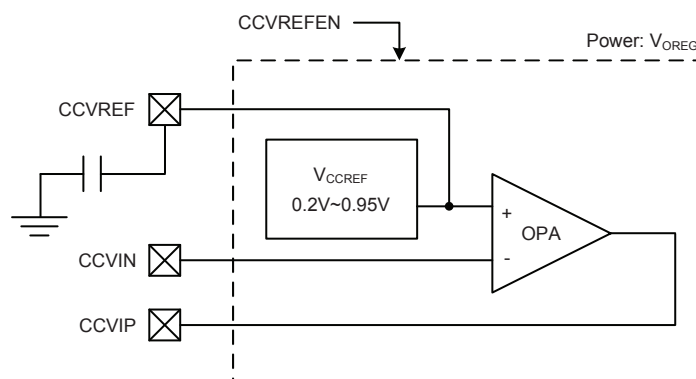 CCVREFEN
Power: VOREG
CCVREF
VCCREF
0.2V~0.95V
+
OPA
-
CCVIN
CCVIP